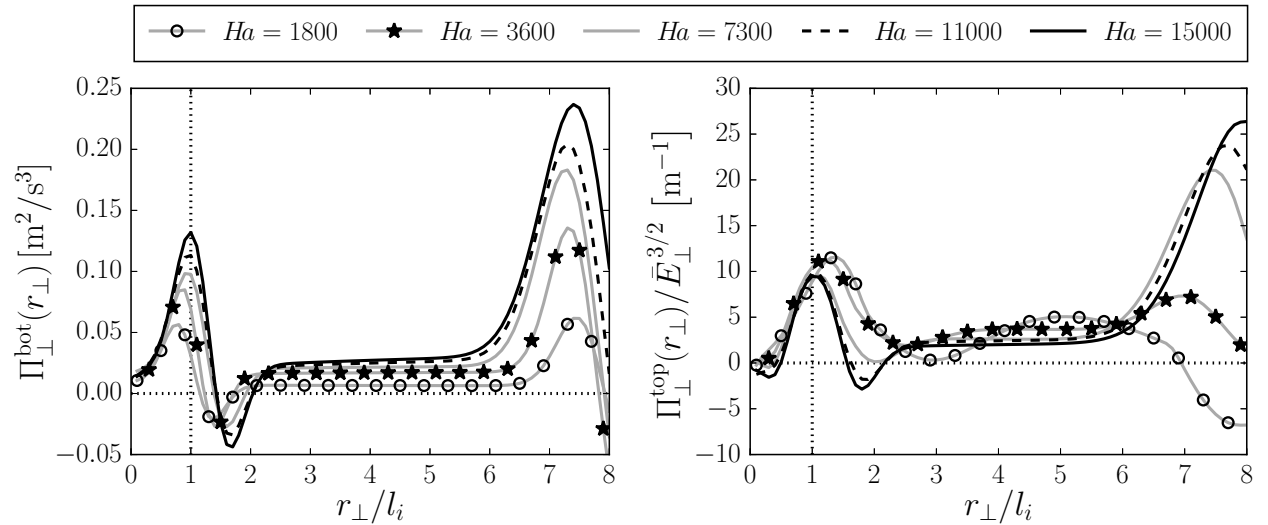 Ha = 1800 Ha = 3600 Ha = 7300 Ha = 11000 Ha = 15000
Π⊥^bot(r⊥) [m²/s³]
0.25
0.20
0.15
0.10
0.05
0.00
−0.05
0 1 2 3 4 5 6 7 8
r⊥/l_i
Π⊥^top(r⊥)/Ē⊥^3/2 [m⁻¹]
30
25
20
15
10
5
0
−5
−10
0 1 2 3 4 5 6 7 8
r⊥/l_i